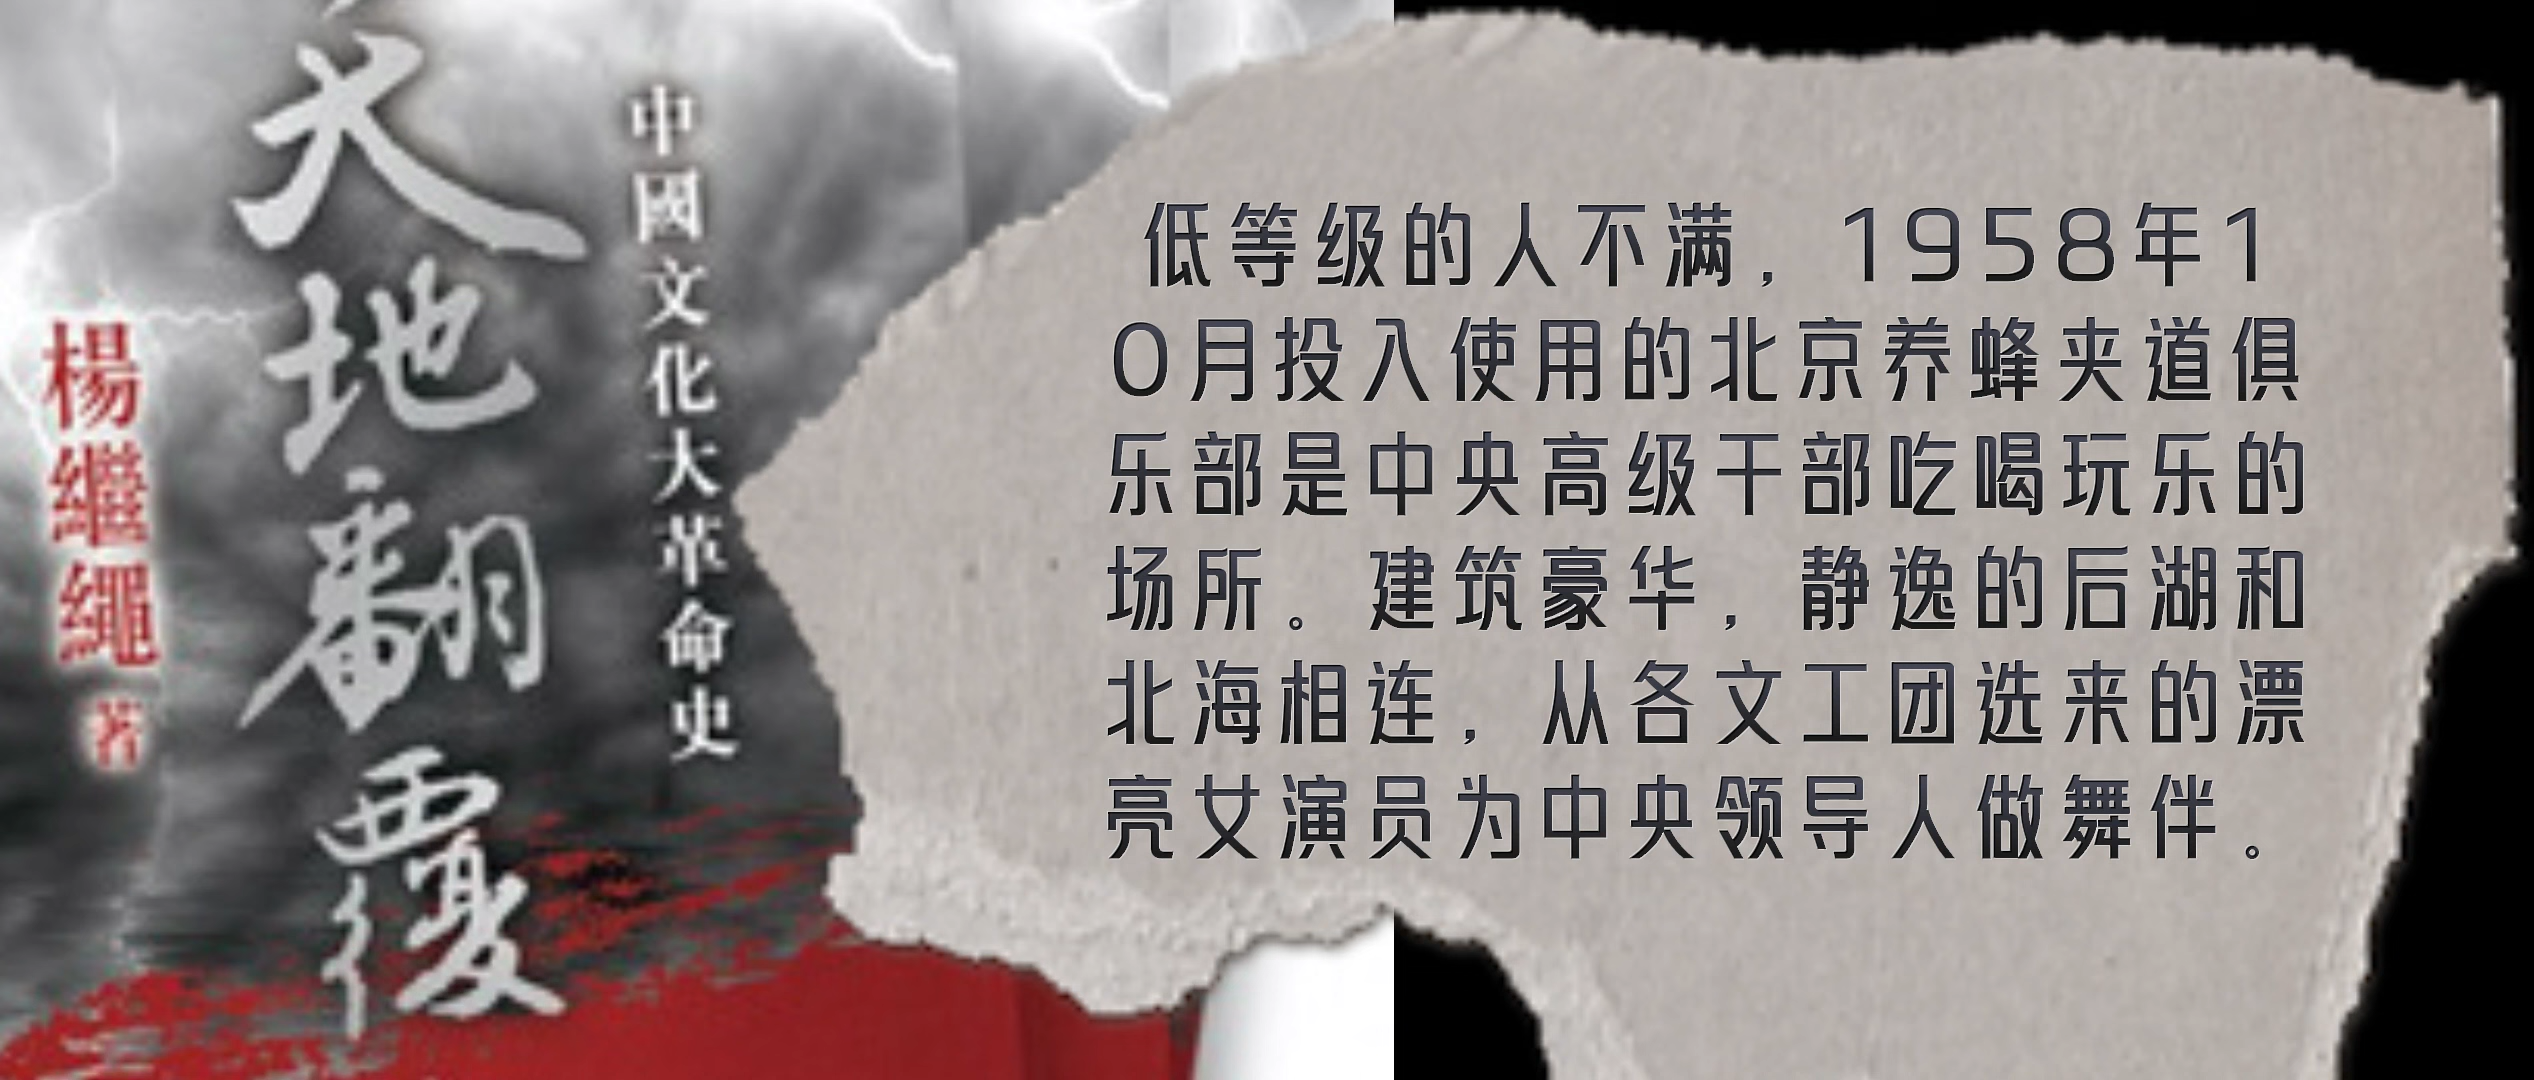 天地翻覆
中國文化大革命史
楊繼繩 著
低等级的人不满，1958年1
0月投入使用的北京养蜂夹道俱
乐部是中央高级干部吃喝玩乐的
场所。建筑豪华，静逸的后湖和
北海相连，从各文工团选来的漂
亮女演员为中央领导人做舞伴。